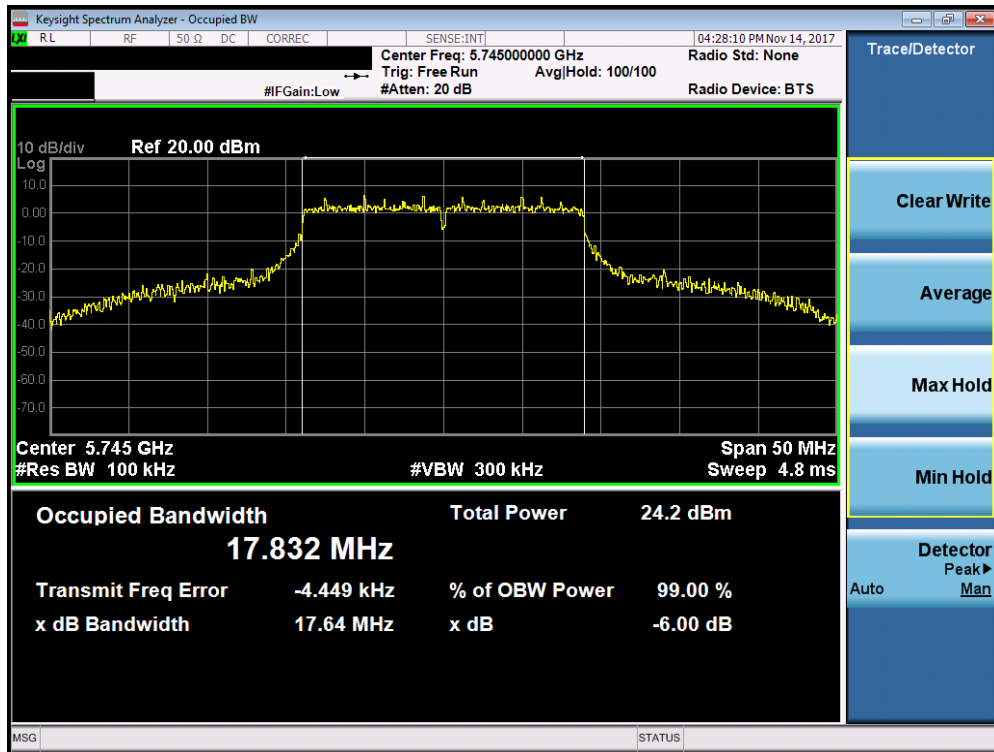 Keysight Spectrum Analyzer - Occupied BW
LXI RL RF 50 Ω DC CORREC SENSE:INT 04:28:10 PM Nov 14, 2017
Center Freq: 5.745000000 GHz Radio Std: None
Trig: Free Run Avg|Hold: 100/100
#IFGain:Low #Atten: 20 dB Radio Device: BTS
Trace/Detector
10 dB/div Ref 20.00 dBm
Log
10.0
0.00
-10.0
-20.0
-30.0
-40.0
-50.0
-60.0
-70.0
Center 5.745 GHz Span 50 MHz
#Res BW 100 kHz #VBW 300 kHz Sweep 4.8 ms
Occupied Bandwidth Total Power 24.2 dBm
17.832 MHz
Transmit Freq Error -4.449 kHz % of OBW Power 99.00 %
x dB Bandwidth 17.64 MHz x dB -6.00 dB
Clear Write
Average
Max Hold
Min Hold
Detector
Peak▶
Auto Man
MSG STATUS